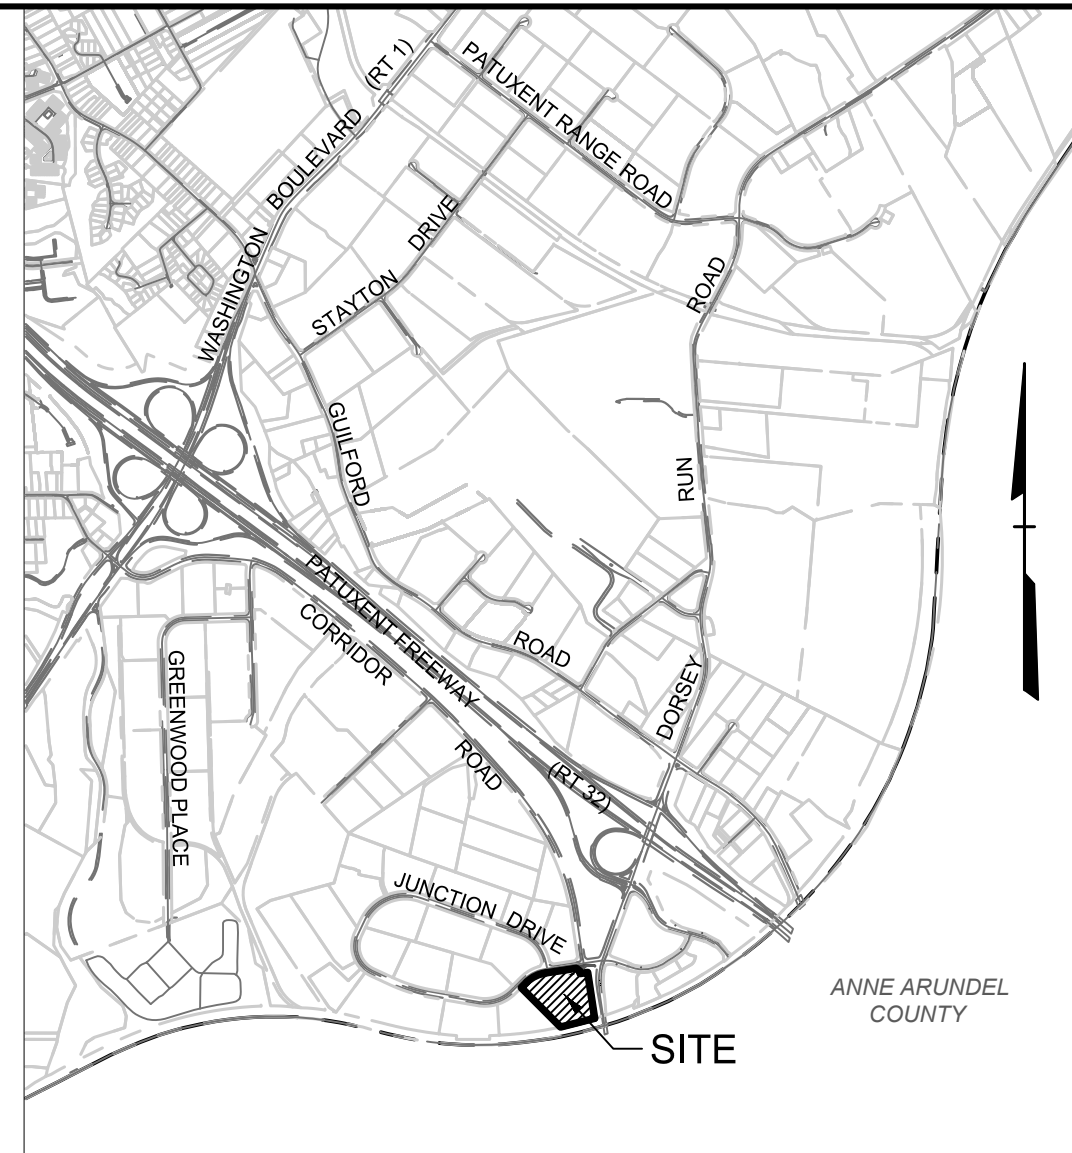 (RT 1)
PATUXENT RANGE ROAD
WASHINGTON BOULEVARD
STAYTON DRIVE
DORSEY RUN ROAD
GUILFORD ROAD
PATUXENT FREEWAY
(RT 32)
CORRIDOR ROAD
GREENWOOD PLACE
JUNCTION DRIVE
ANNE ARUNDEL
COUNTY
SITE